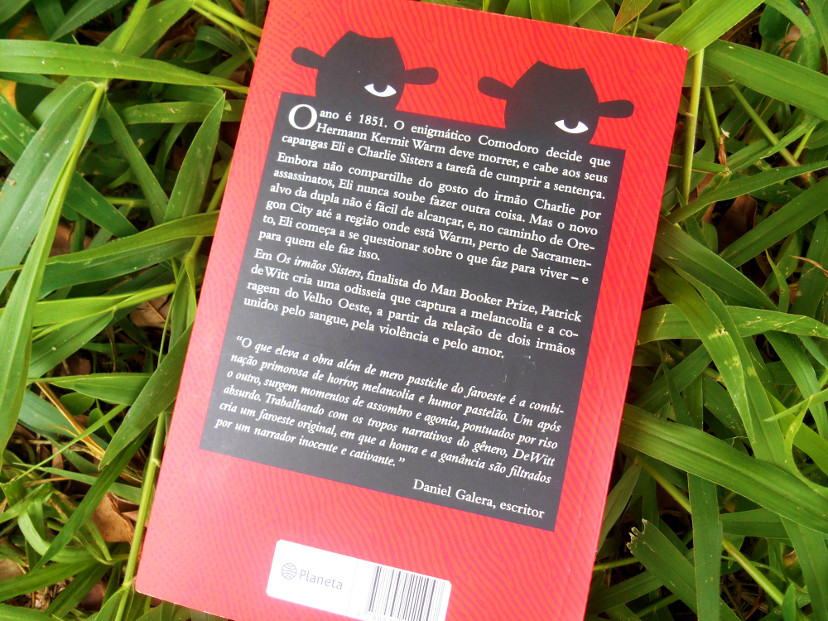 O ano é 1851. O enigmático Comodoro decide que
Hermann Kermit Warm deve morrer, e cabe aos seus
capangas Eli e Charlie Sisters a tarefa de cumprir a sentença.
Embora não compartilhe do gosto do irmão Charlie por
assassinatos, Eli nunca soube fazer outra coisa. Mas o novo
alvo da dupla não é fácil de alcançar, e, no caminho de Ore-
gon City até a região onde está Warm, perto de Sacramen-
to, Eli começa a se questionar sobre o que faz para viver – e
para quem ele faz isso.
Em Os irmãos Sisters, finalista do Man Booker Prize, Patrick
deWitt cria uma odisseia que captura a melancolia e a co-
ragem do Velho Oeste, a partir da relação de dois irmãos
unidos pelo sangue, pela violência e pelo amor.
“O que eleva a obra além de mero pastiche do faroeste é a combi-
nação primorosa de horror, melancolia e humor pastelão. Um após
o outro, surgem momentos de assombro e agonia, pontuados por riso
absurdo. Trabalhando com os tropos narrativos do gênero, DeWitt
cria um faroeste original, em que a honra e a ganância são filtrados
por um narrador inocente e cativante.”
Daniel Galera, escritor
Planeta